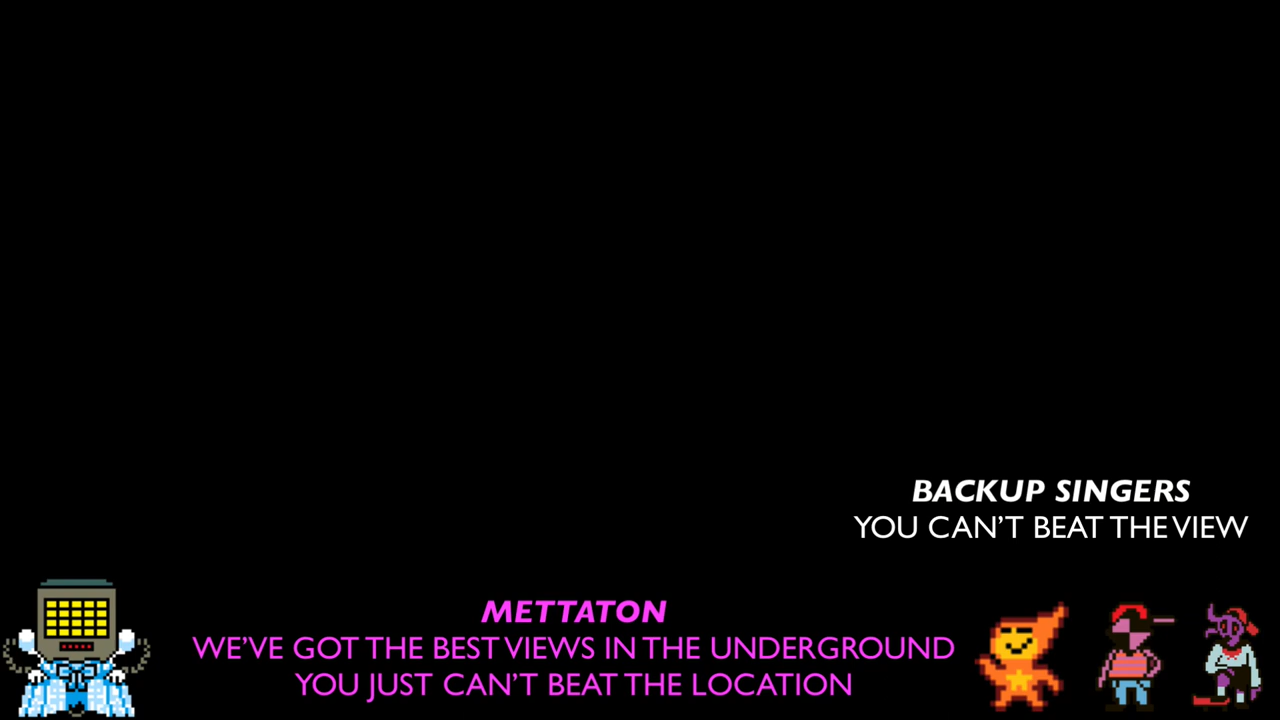 BACKUP SINGERS
YOU CAN'T BEAT THE VIEW
METTATON
WE'VE GOT THE BEST VIEWS IN THE UNDERGROUND
YOU JUST CAN'T BEAT THE LOCATION